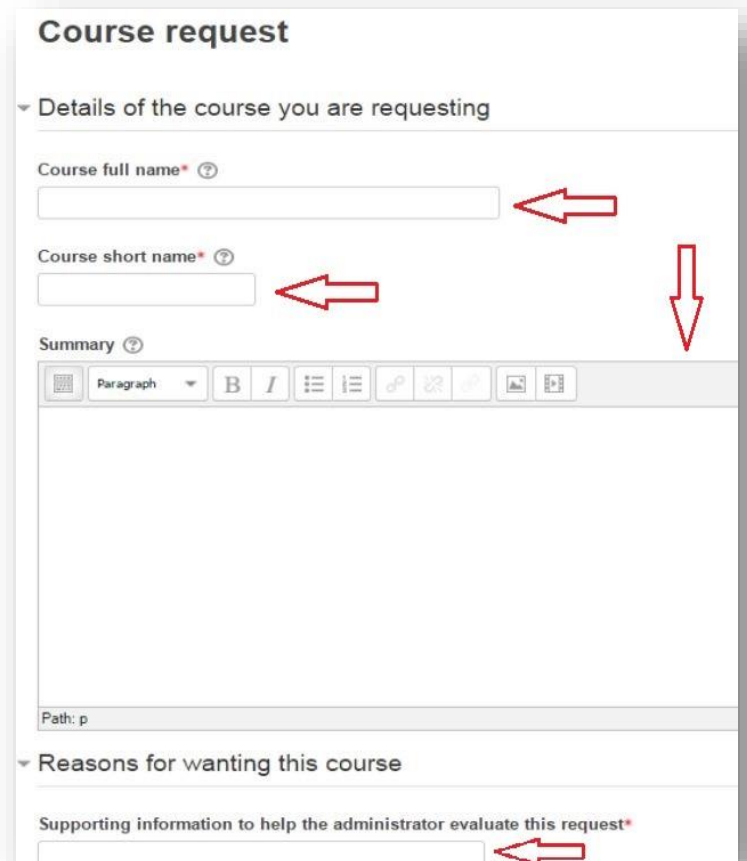 Course request
Details of the course you are requesting
Course full name*
Course short name*
Summary
Paragraph B I
Path: p
Reasons for wanting this course
Supporting information to help the administrator evaluate this request*